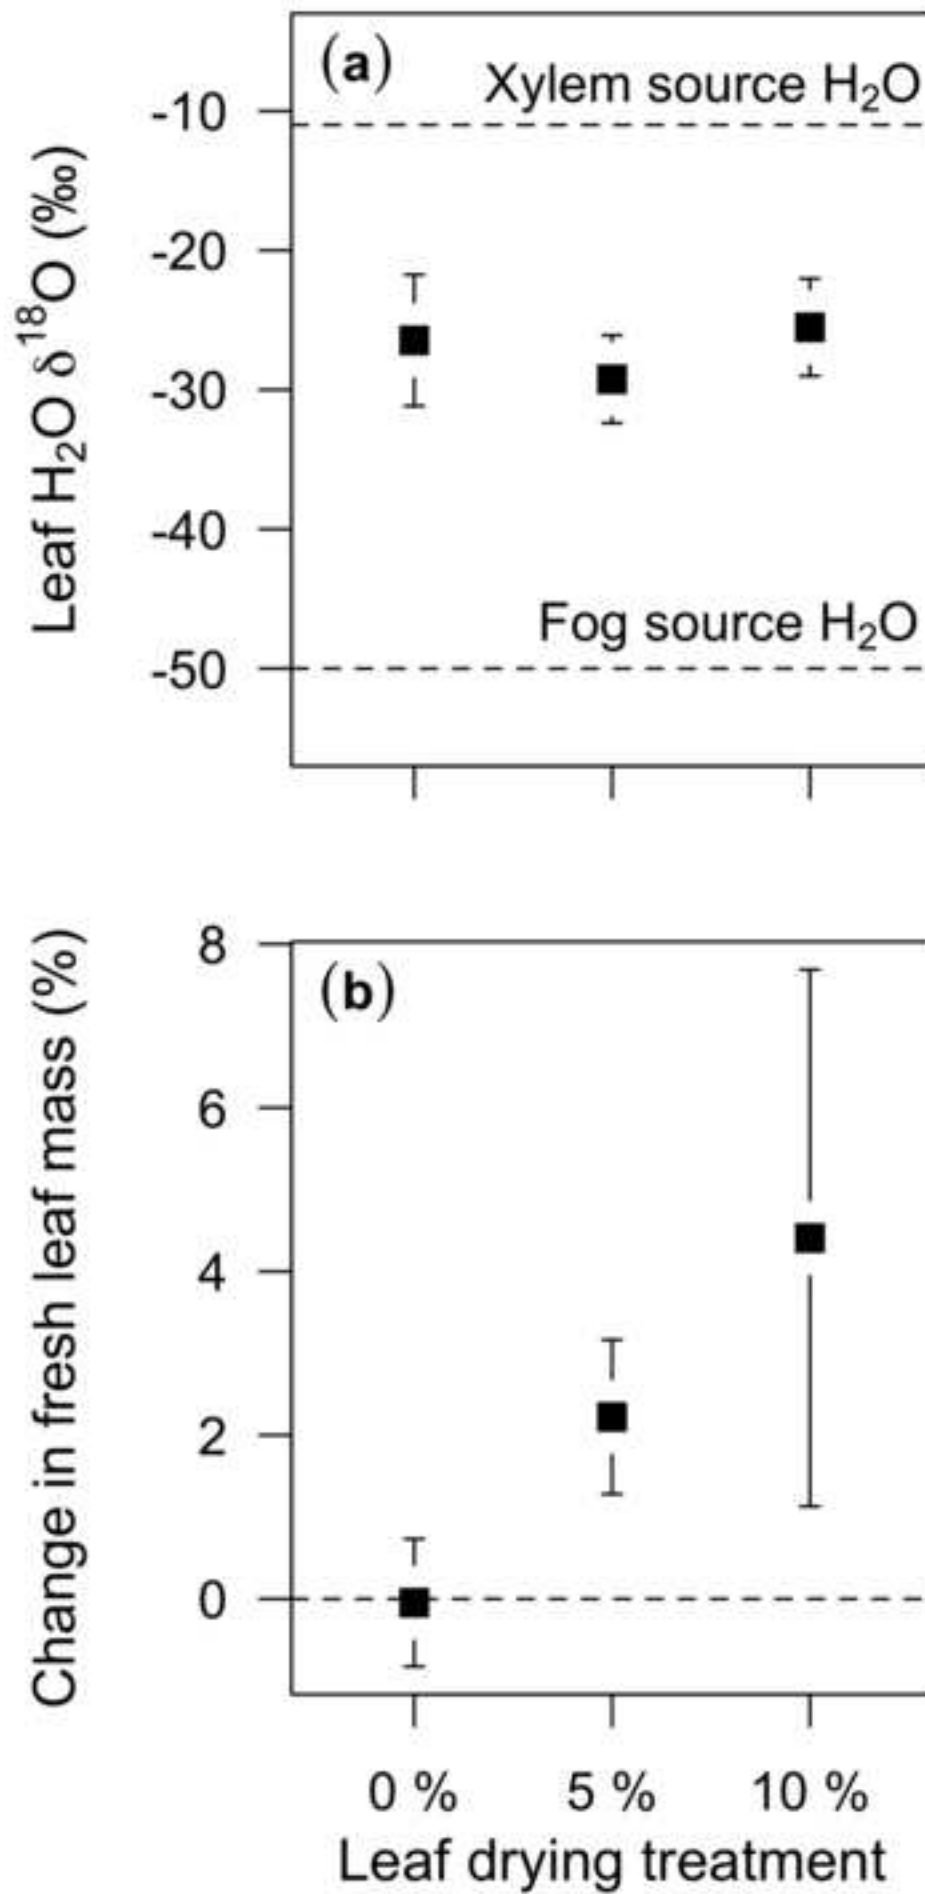 (a)
Xylem source H₂O
-10
-20
-30
-40
-50
Leaf H₂O δ¹⁸O (‰)
Fog source H₂O
(b)
8
6
4
2
0
Change in fresh leaf mass (%)
0 % 5 % 10 %
Leaf drying treatment